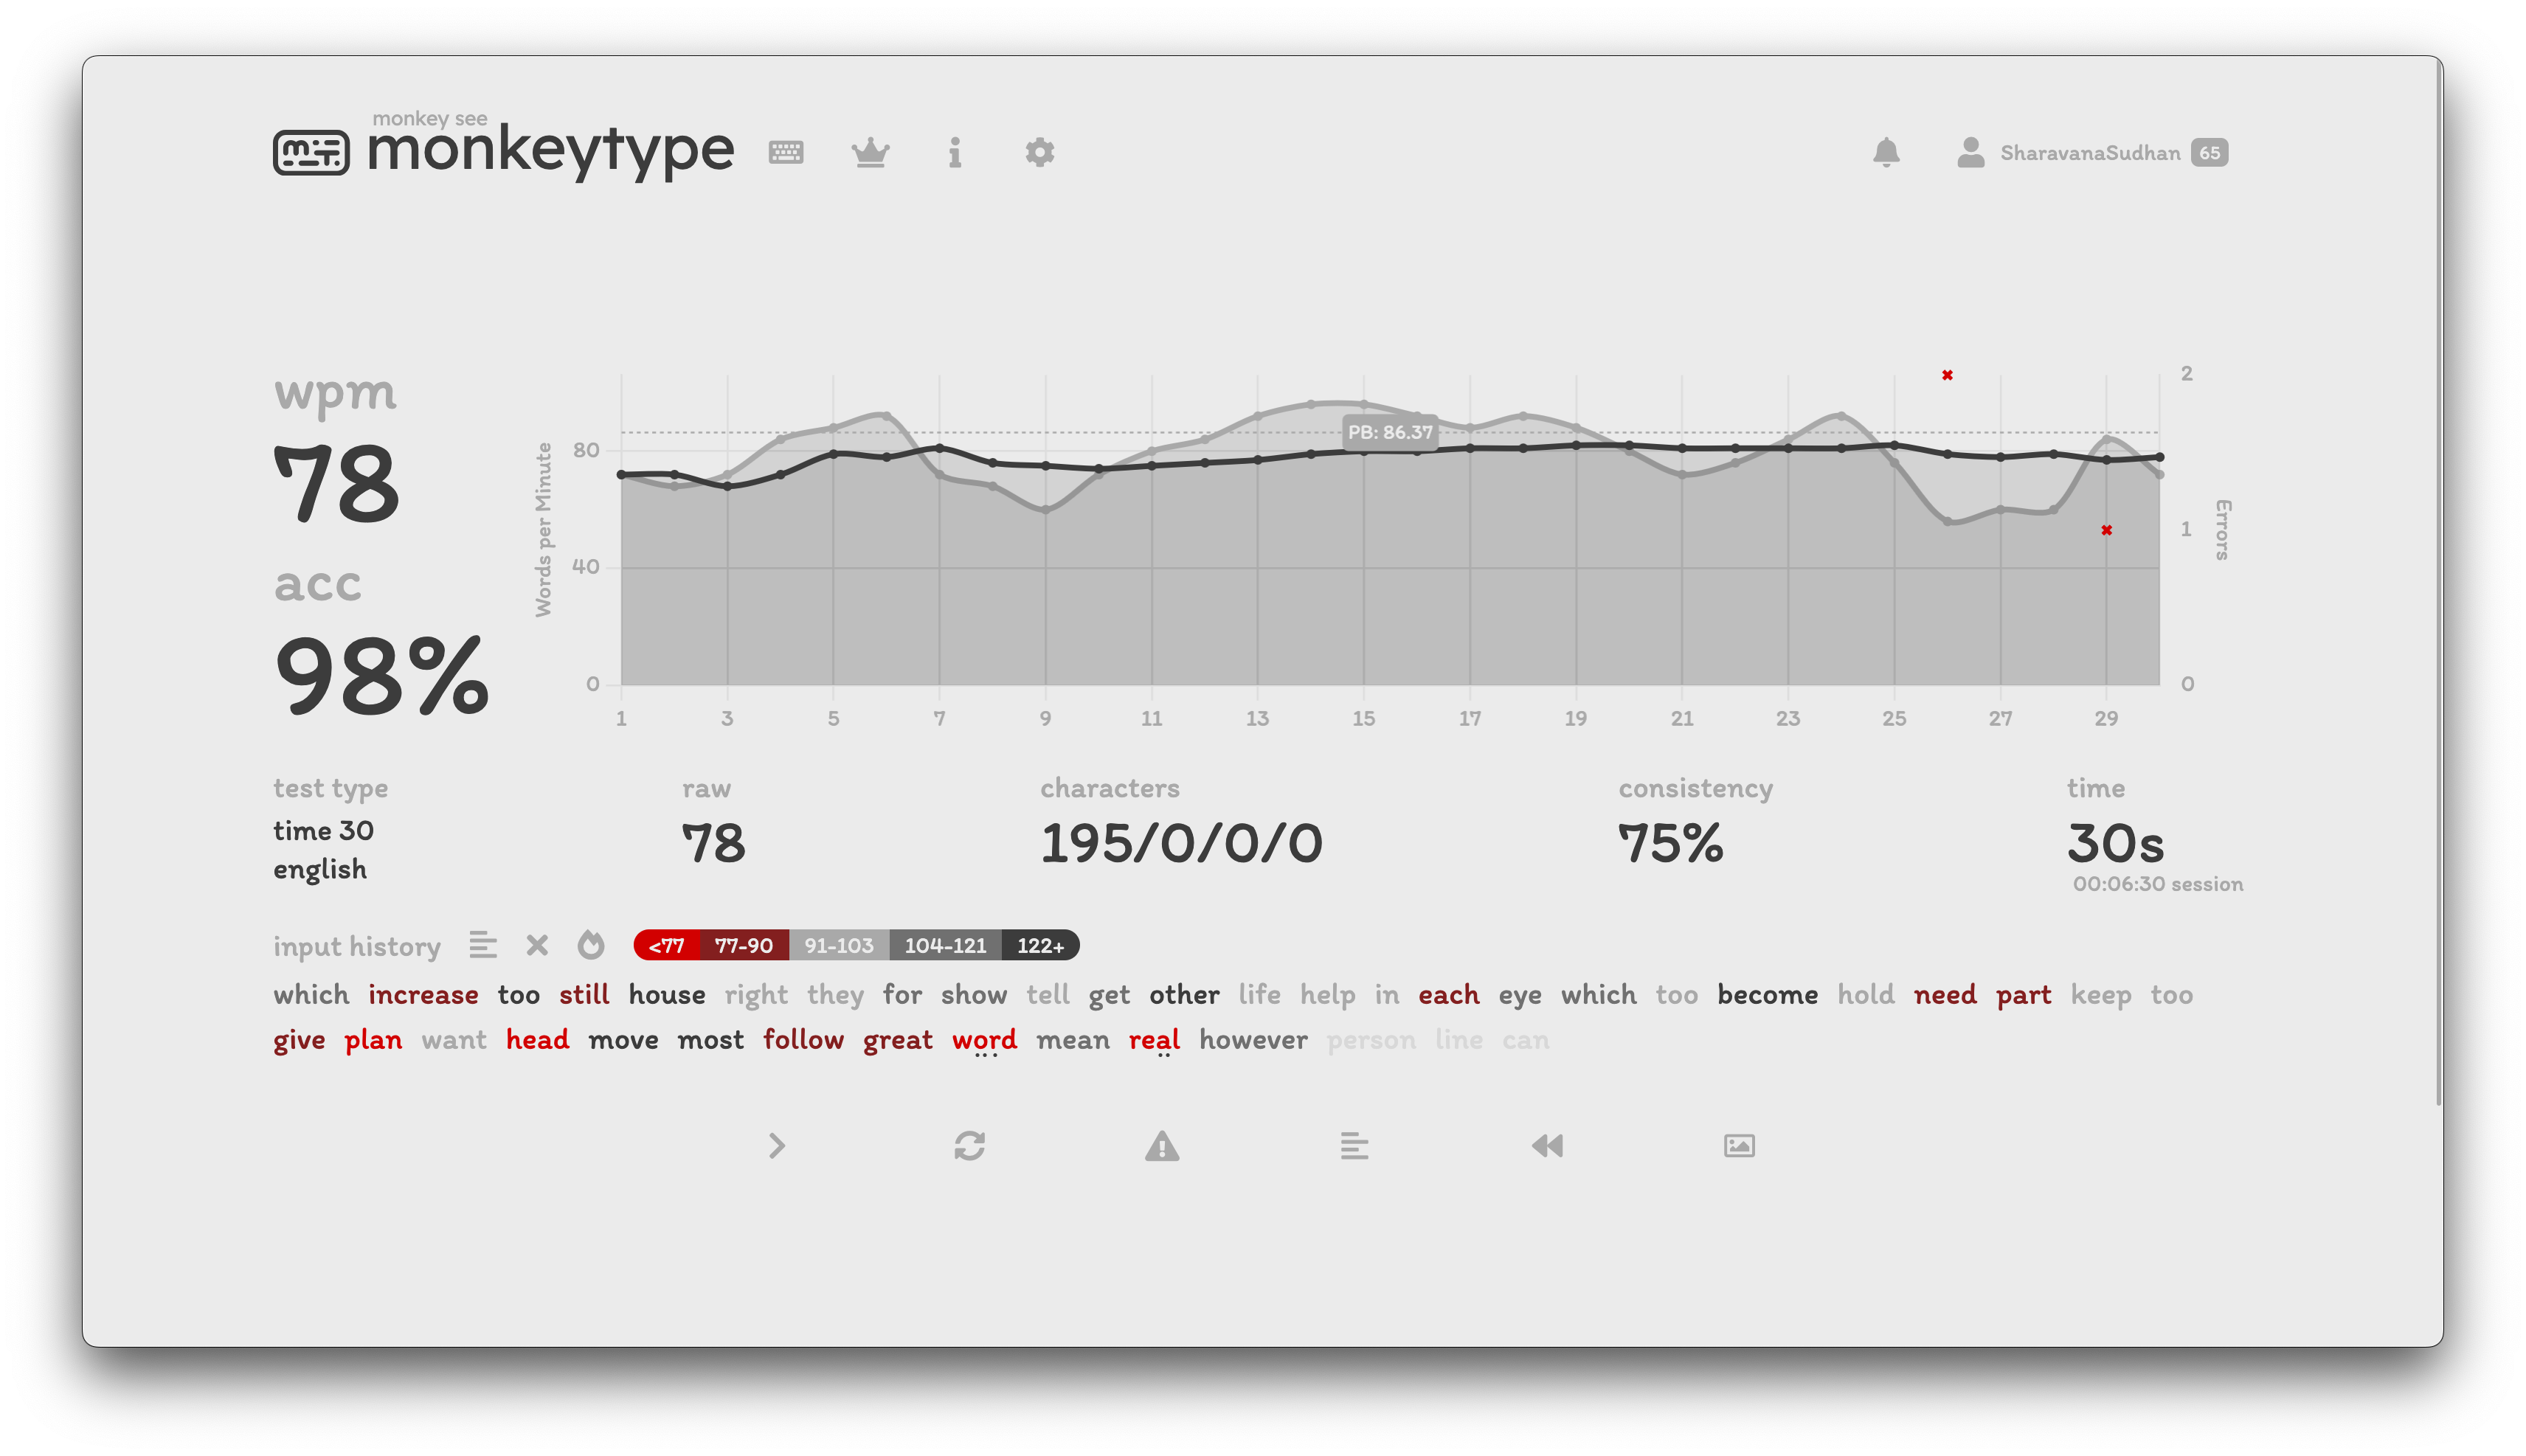 monkey see
monkeytype
SharavanaSudhan 65
wpm
78
acc
98%
Words per Minute
80
40
0
PB: 86.37
2
1
0
Errors
1 3 5 7 9 11 13 15 17 19 21 23 25 27 29
test type
time 30
english
raw
78
characters
195/0/0/0
consistency
75%
time
30s
00:06:30 session
input history <77 77-90 91-103 104-121 122+
which increase too still house right they for show tell get other life help in each eye which too become hold need part keep too
give plan want head move most follow great word mean real however person line can